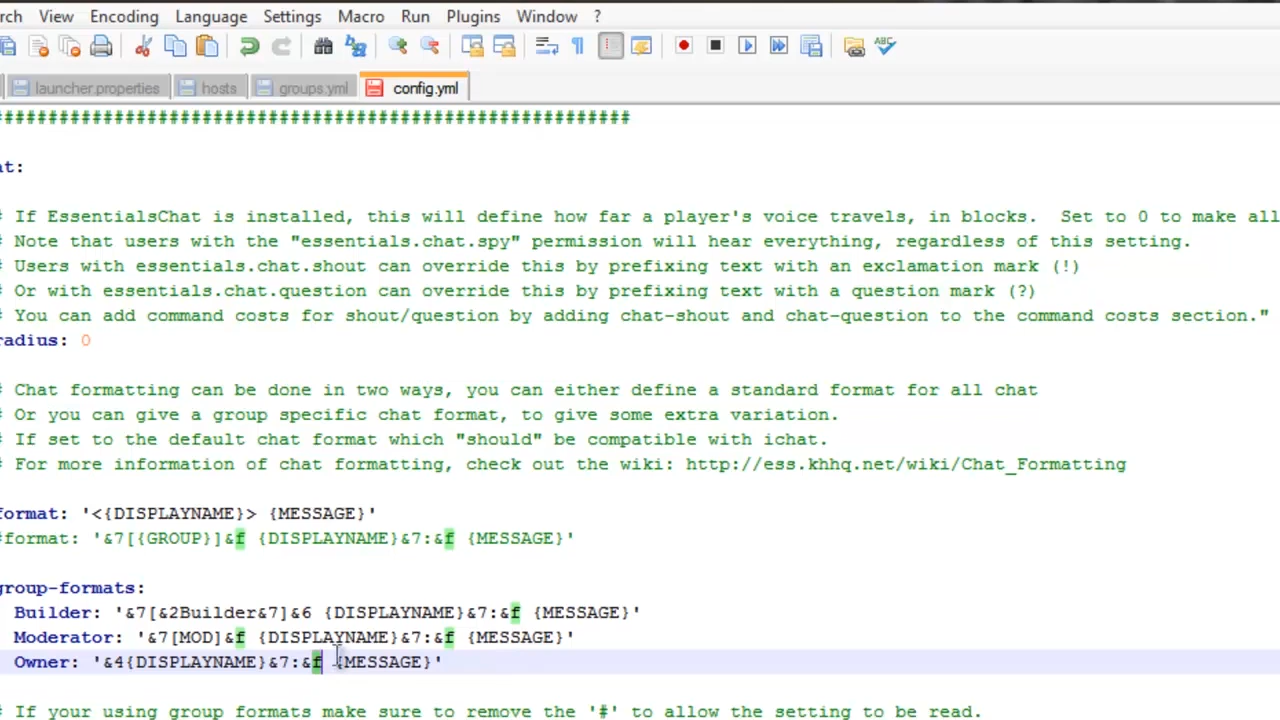 rch View Encoding Language Settings Macro Run Plugins Window ?
launcher.properties hosts groups.yml config.yml
##########################################################
at:
# If EssentialsChat is installed, this will define how far a player's voice travels, in blocks.  Set to 0 to make all
# Note that users with the "essentials.chat.spy" permission will hear everything, regardless of this setting.
# Users with essentials.chat.shout can override this by prefixing text with an exclamation mark (!)
# Or with essentials.chat.question can override this by prefixing text with a question mark (?)
# You can add command costs for shout/question by adding chat-shout and chat-question to the command costs section."
radius: 0
# Chat formatting can be done in two ways, you can either define a standard format for all chat
# Or you can give a group specific chat format, to give some extra variation.
# If set to the default chat format which "should" be compatible with ichat.
# For more information of chat formatting, check out the wiki: http://ess.khhq.net/wiki/Chat_Formatting
format: '<{DISPLAYNAME}> {MESSAGE}'
#format: '&7[{GROUP}]&f {DISPLAYNAME}&7:&f {MESSAGE}'
group-formats:
Builder: '&7[&2Builder&7]&6 {DISPLAYNAME}&7:&f {MESSAGE}'
Moderator: '&7[MOD]&f {DISPLAYNAME}&7:&f {MESSAGE}'
Owner: '&4{DISPLAYNAME}&7:&f {MESSAGE}'
# If your using group formats make sure to remove the '#' to allow the setting to be read.